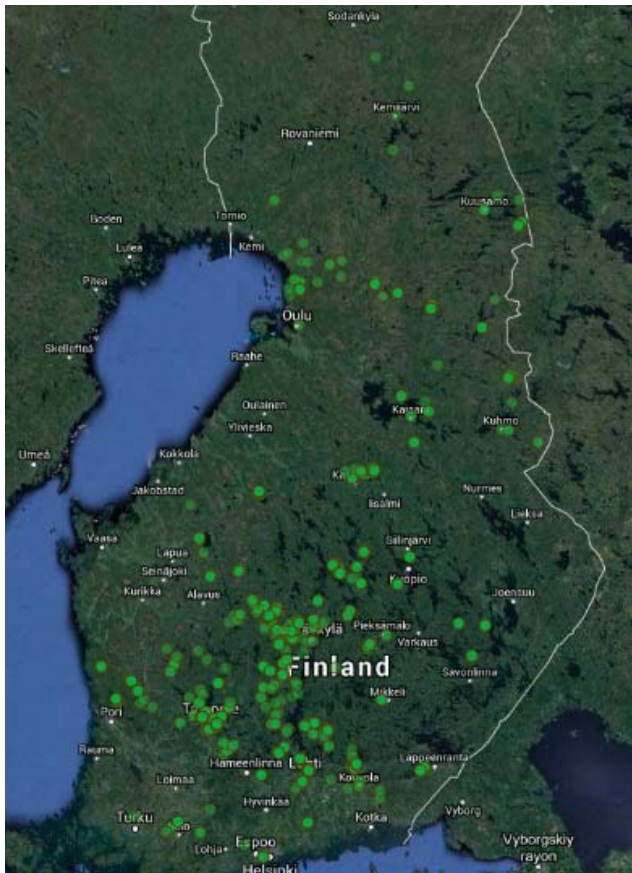 Sodankylä
Kemijärvi
Rovaniemi
Kuusamo
Boden
Tornio
Luleå
Kemi
Piteå
Oulu
Skellefteå
Raahe
Oulainen
Ylivieska
Kuhmo
Umeå
Kokkola
Jakobstad
Iisalmi
Nurmes
Lieksa
Vaasa
Lapua
Siilinjärvi
Seinäjoki
Kuopio
Kurikka
Alavus
Joensuu
Pieksämäki
Varkaus
Finland
Savonlinna
Mikkeli
Pori
Rauma
Hämeenlinna
Lappeenranta
Loimaa
Kouvola
Hyvinkää
Vyborg
Turku
Kotka
Lohja
Espoo
Helsinki
Vyborgskiy
rayon